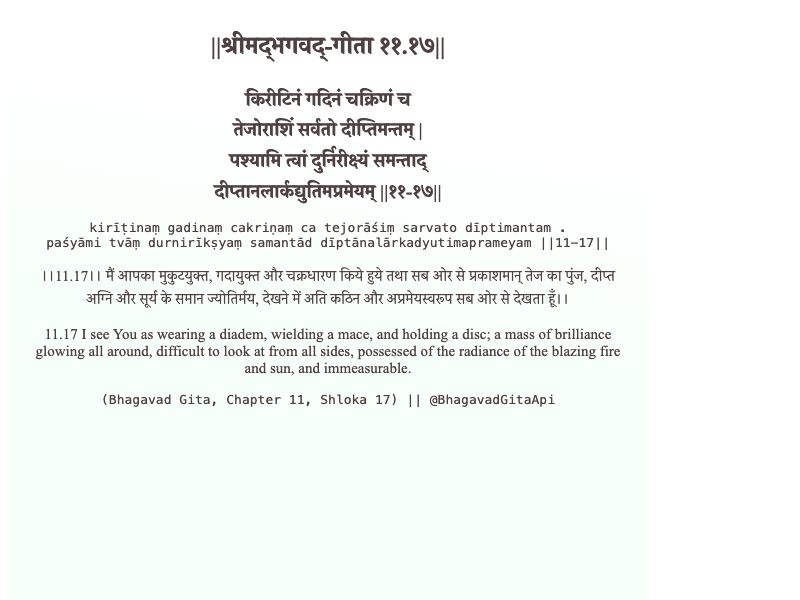 ||श्रीमद्‍भगवद्‍-गीता ११.१७||
किरीटिनं गदिनं चक्रिणं च
तेजोराशिं सर्वतो दीप्तिमन्तम् |
पश्यामि त्वां दुर्निरीक्ष्यं समन्ताद्
दीप्तानलार्कद्युतिमप्रमेयम् ||११-१७||
kirīṭinaṃ gadinaṃ cakriṇaṃ ca tejorāśiṃ sarvato dīptimantam .
paśyāmi tvāṃ durnirīkṣyaṃ samantād dīptānalārkadyutimaprameyam ||11-17||
।।11.17।। मैं आपका मुकुटयुक्त, गदायुक्त और चक्रधारण किये हुये तथा सब ओर से प्रकाशमान् तेज का पुंज, दीप्त
अग्नि और सूर्य के समान ज्योतिर्मय, देखने में अति कठिन और अप्रमेयस्वरूप सब ओर से देखता हूँ।।
11.17 I see You as wearing a diadem, wielding a mace, and holding a disc; a mass of brilliance
glowing all around, difficult to look at from all sides, possessed of the radiance of the blazing fire
and sun, and immeasurable.
(Bhagavad Gita, Chapter 11, Shloka 17) || @BhagavadGitaApi